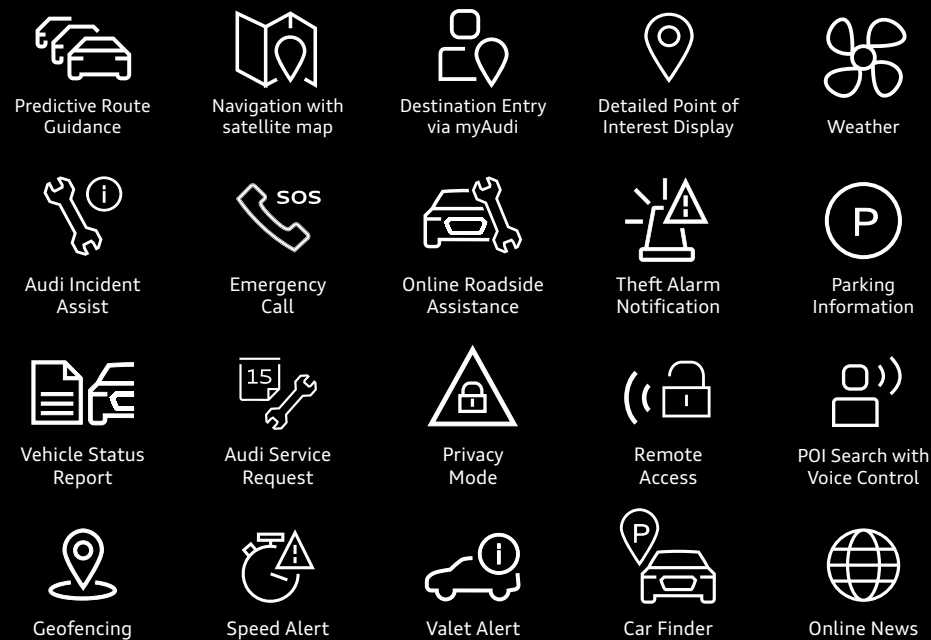 Predictive Route
Guidance
Navigation with
satellite map
Destination Entry
via myAudi
Detailed Point of
Interest Display
Weather
i
Audi Incident
Assist
SOS
Emergency
Call
Online Roadside
Assistance
Theft Alarm
Notification
P
Parking
Information
Vehicle Status
Report
15
Audi Service
Request
Privacy
Mode
Remote
Access
POI Search with
Voice Control
Geofencing
Speed Alert
i
Valet Alert
P
Car Finder
Online News